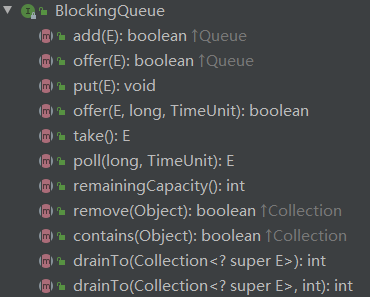 BlockingQueue
add(E): boolean ↑Queue
offer(E): boolean ↑Queue
put(E): void
offer(E, long, TimeUnit): boolean
take(): E
poll(long, TimeUnit): E
remainingCapacity(): int
remove(Object): boolean ↑Collection
contains(Object): boolean ↑Collection
drainTo(Collection<? super E>): int
drainTo(Collection<? super E>, int): int